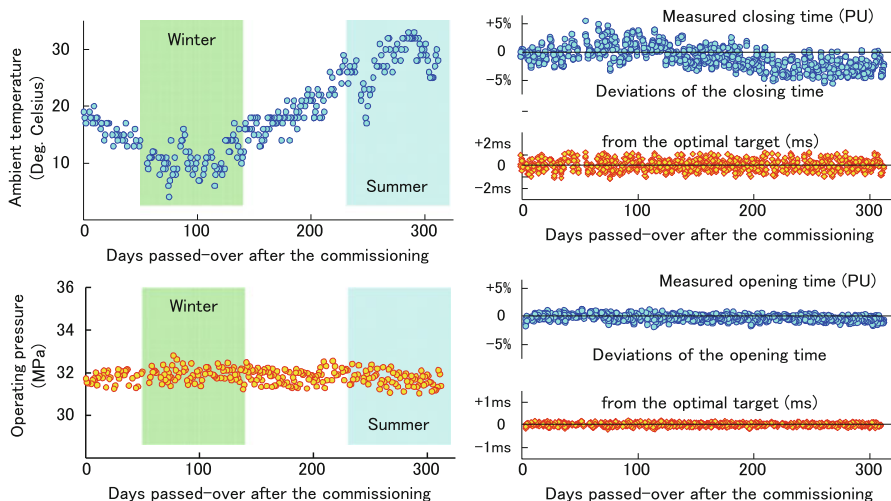 Ambient temperature
(Deg. Celsius)
30
20
10
Winter
Summer
0
100
200
300
Days passed-over after the commissioning
Measured closing time (PU)
+5%
0
-5%
Deviations of the closing time
from the optimal target (ms)
+2ms
0
-2ms
0
100
200
300
Days passed-over after the commissioning
Operating pressure
(MPa)
36
34
32
30
Winter
Summer
0
100
200
300
Days passed-over after the commissioning
Measured opening time (PU)
+5%
0
-5%
Deviations of the opening time
from the optimal target (ms)
+1ms
0
-1ms
0
100
200
300
Days passed-over after the commissioning